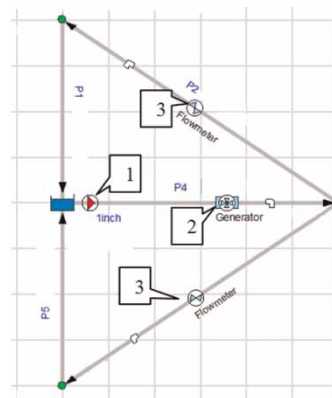 P1
P2
3
Flowmeter
1
P4
1inch
2
Generator
3
Flowmeter
P5